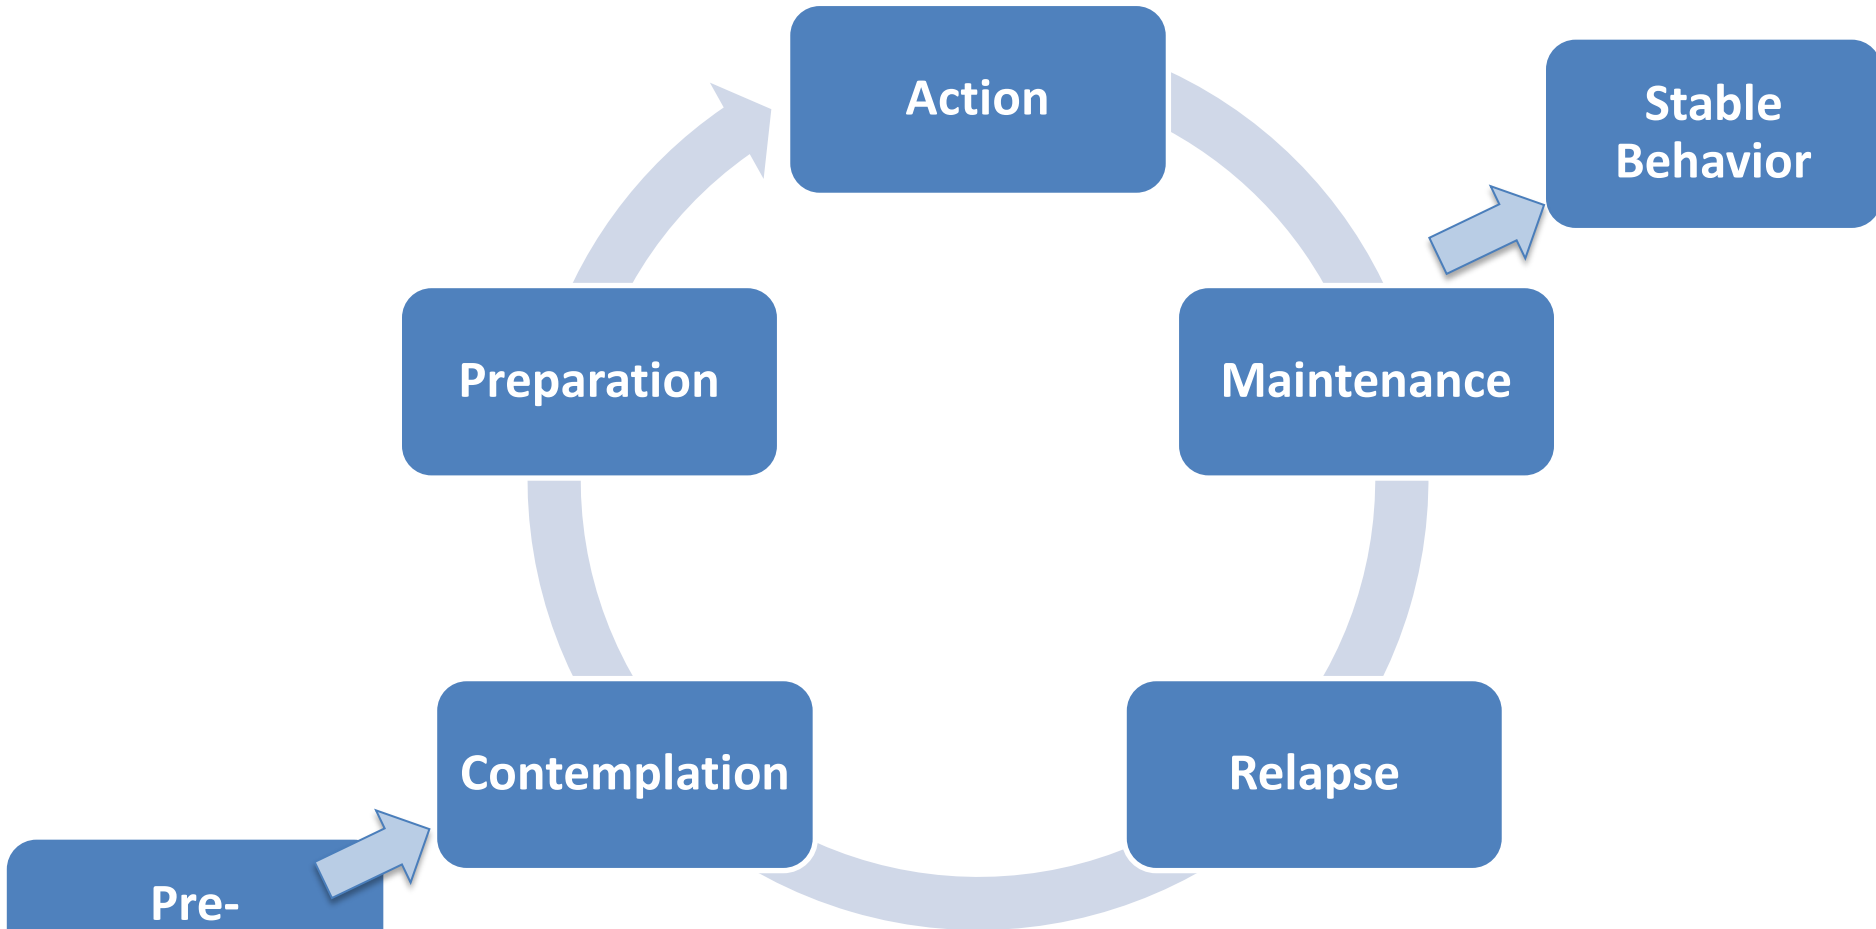 Action
Stable
Behavior
Preparation
Maintenance
Contemplation
Relapse
Pre-